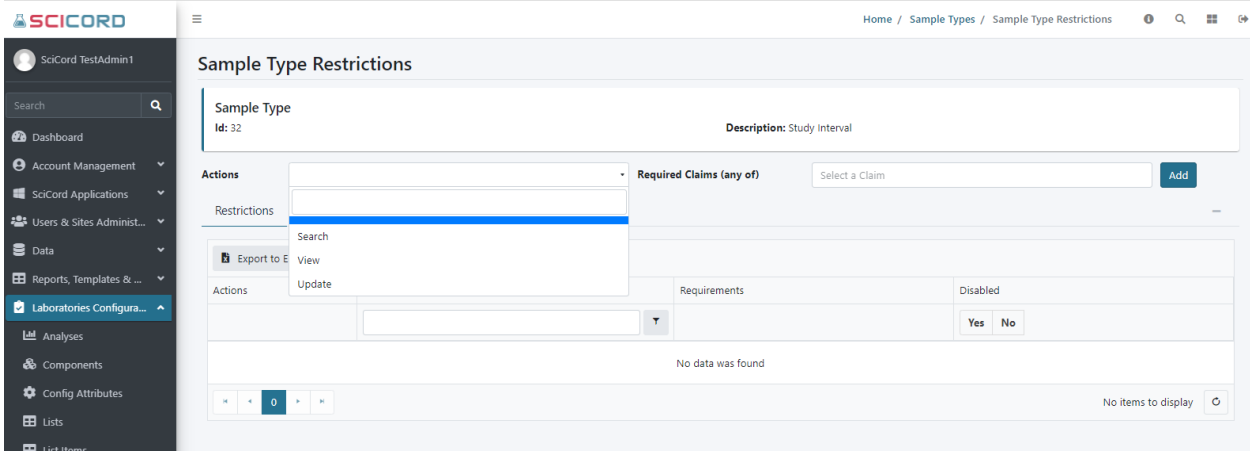 SCICORD
Home / Sample Types / Sample Type Restrictions
SciCord TestAdmin1
Search
Dashboard
Account Management
SciCord Applications
Users & Sites Administ...
Data
Reports, Templates & ...
Laboratories Configura...
Analyses
Components
Config Attributes
Lists
List Items
Sample Type Restrictions
Sample Type
Id: 32
Description: Study Interval
Actions
Required Claims (any of)
Select a Claim
Add
Search
View
Update
Restrictions
Export to E
Actions
Requirements
Disabled
Yes No
No data was found
0
No items to display